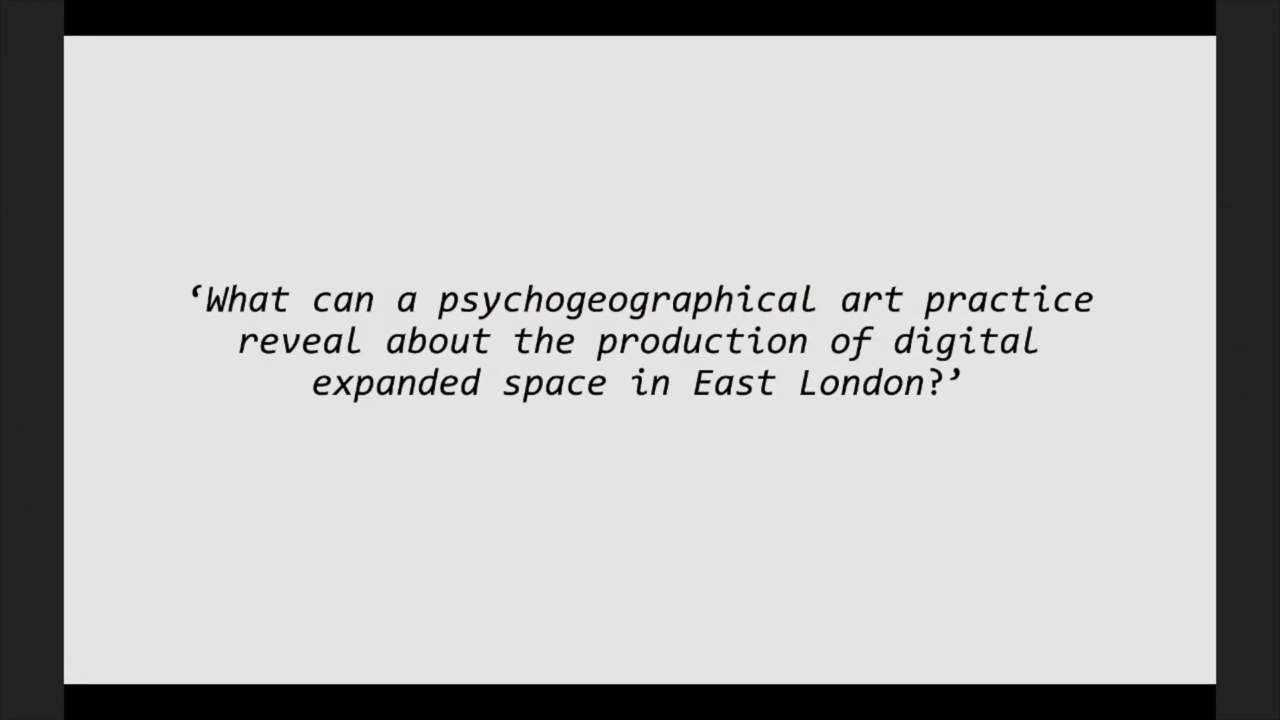 ‘What can a psychogeographical art practice
reveal about the production of digital
expanded space in East London?’